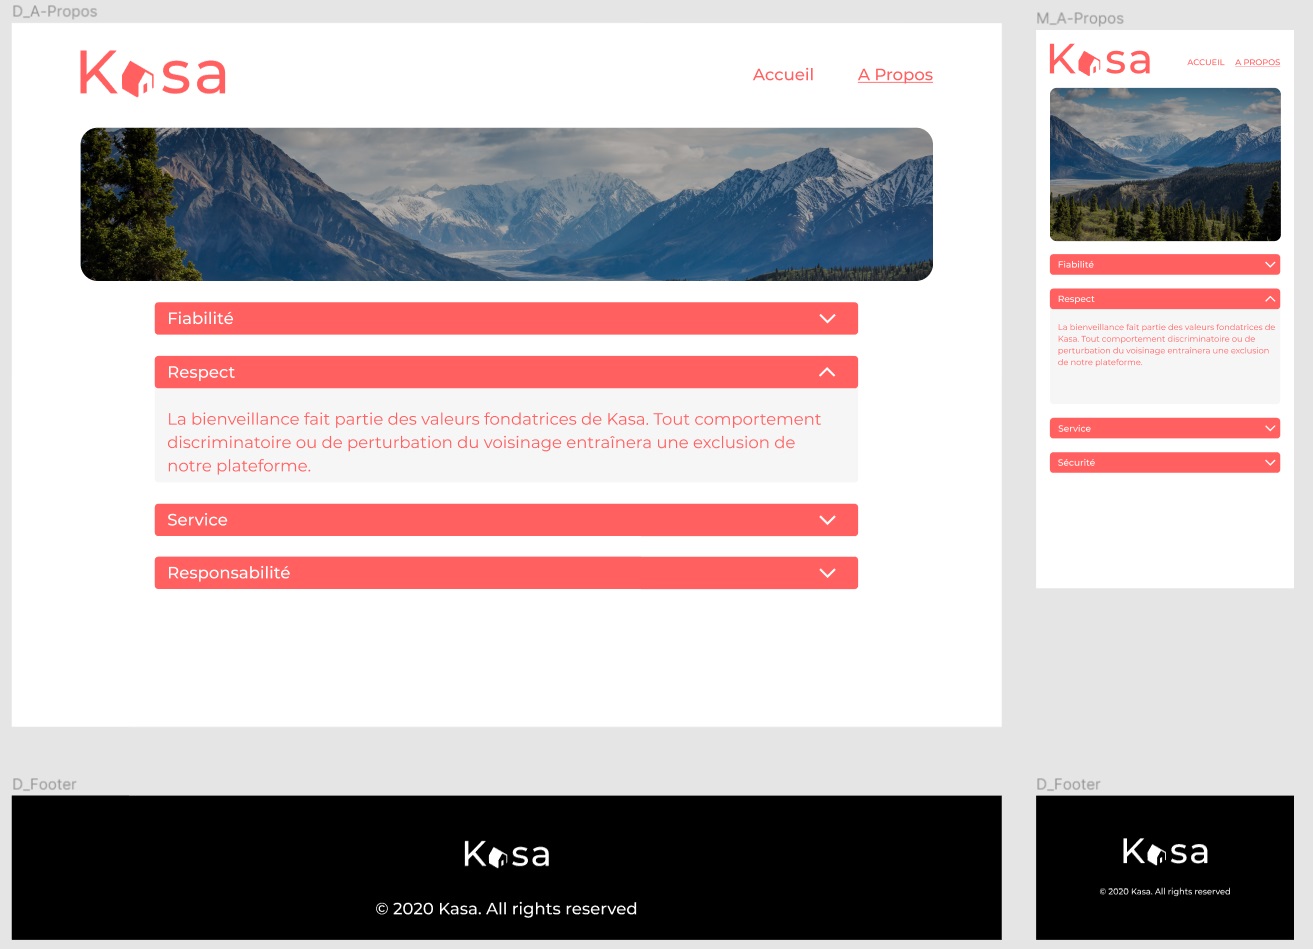 D_A-Propos
Kasa
Accueil
A Propos
Fiabilité
Respect
La bienveillance fait partie des valeurs fondatrices de Kasa. Tout comportement
discriminatoire ou de perturbation du voisinage entraînera une exclusion de
notre plateforme.
Service
Responsabilité
M_A-Propos
Kasa
ACCUEIL
A PROPOS
Fiabilité
Respect
La bienveillance fait partie des valeurs fondatrices de
Kasa. Tout comportement discriminatoire ou de
perturbation du voisinage entraînera une exclusion
de notre plateforme.
Service
Sécurité
D_Footer
Kasa
© 2020 Kasa. All rights reserved
D_Footer
Kasa
© 2020 Kasa. All rights reserved